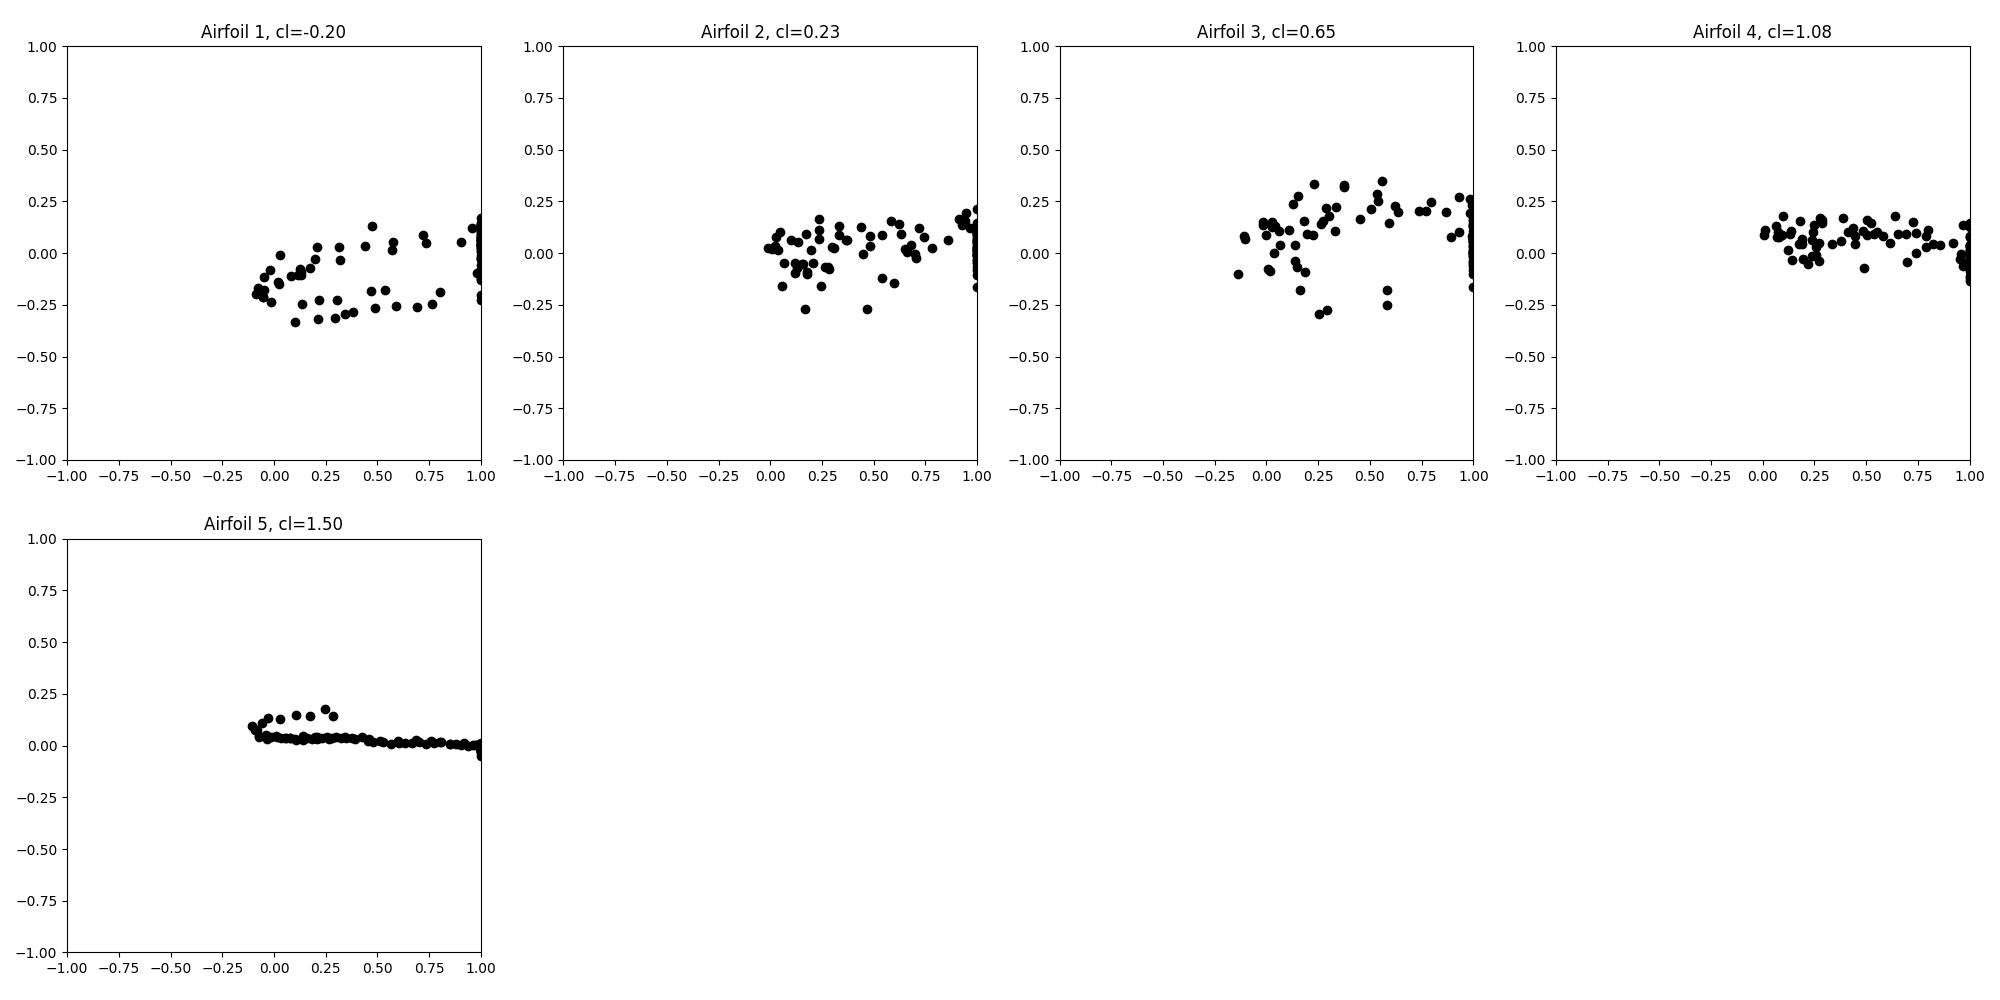 Airfoil 1, cl=-0.20
Airfoil 2, cl=0.23
Airfoil 3, cl=0.65
Airfoil 4, cl=1.08
1.00 1.00 1.00 1.00
0.75 0.75 0.75 0.75
0.50 0.50 0.50 0.50
0.25 0.25 0.25 0.25
0.00 0.00 0.00 0.00
−0.25 −0.25 −0.25 −0.25
−0.50 −0.50 −0.50 −0.50
−0.75 −0.75 −0.75 −0.75
−1.00 −1.00 −1.00 −1.00
−1.00 −0.75 −0.50 −0.25 0.00 0.25 0.50 0.75 1.00
−1.00 −0.75 −0.50 −0.25 0.00 0.25 0.50 0.75 1.00
−1.00 −0.75 −0.50 −0.25 0.00 0.25 0.50 0.75 1.00
−1.00 −0.75 −0.50 −0.25 0.00 0.25 0.50 0.75 1.00
Airfoil 5, cl=1.50
1.00
0.75
0.50
0.25
0.00
−0.25
−0.50
−0.75
−1.00
−1.00 −0.75 −0.50 −0.25 0.00 0.25 0.50 0.75 1.00